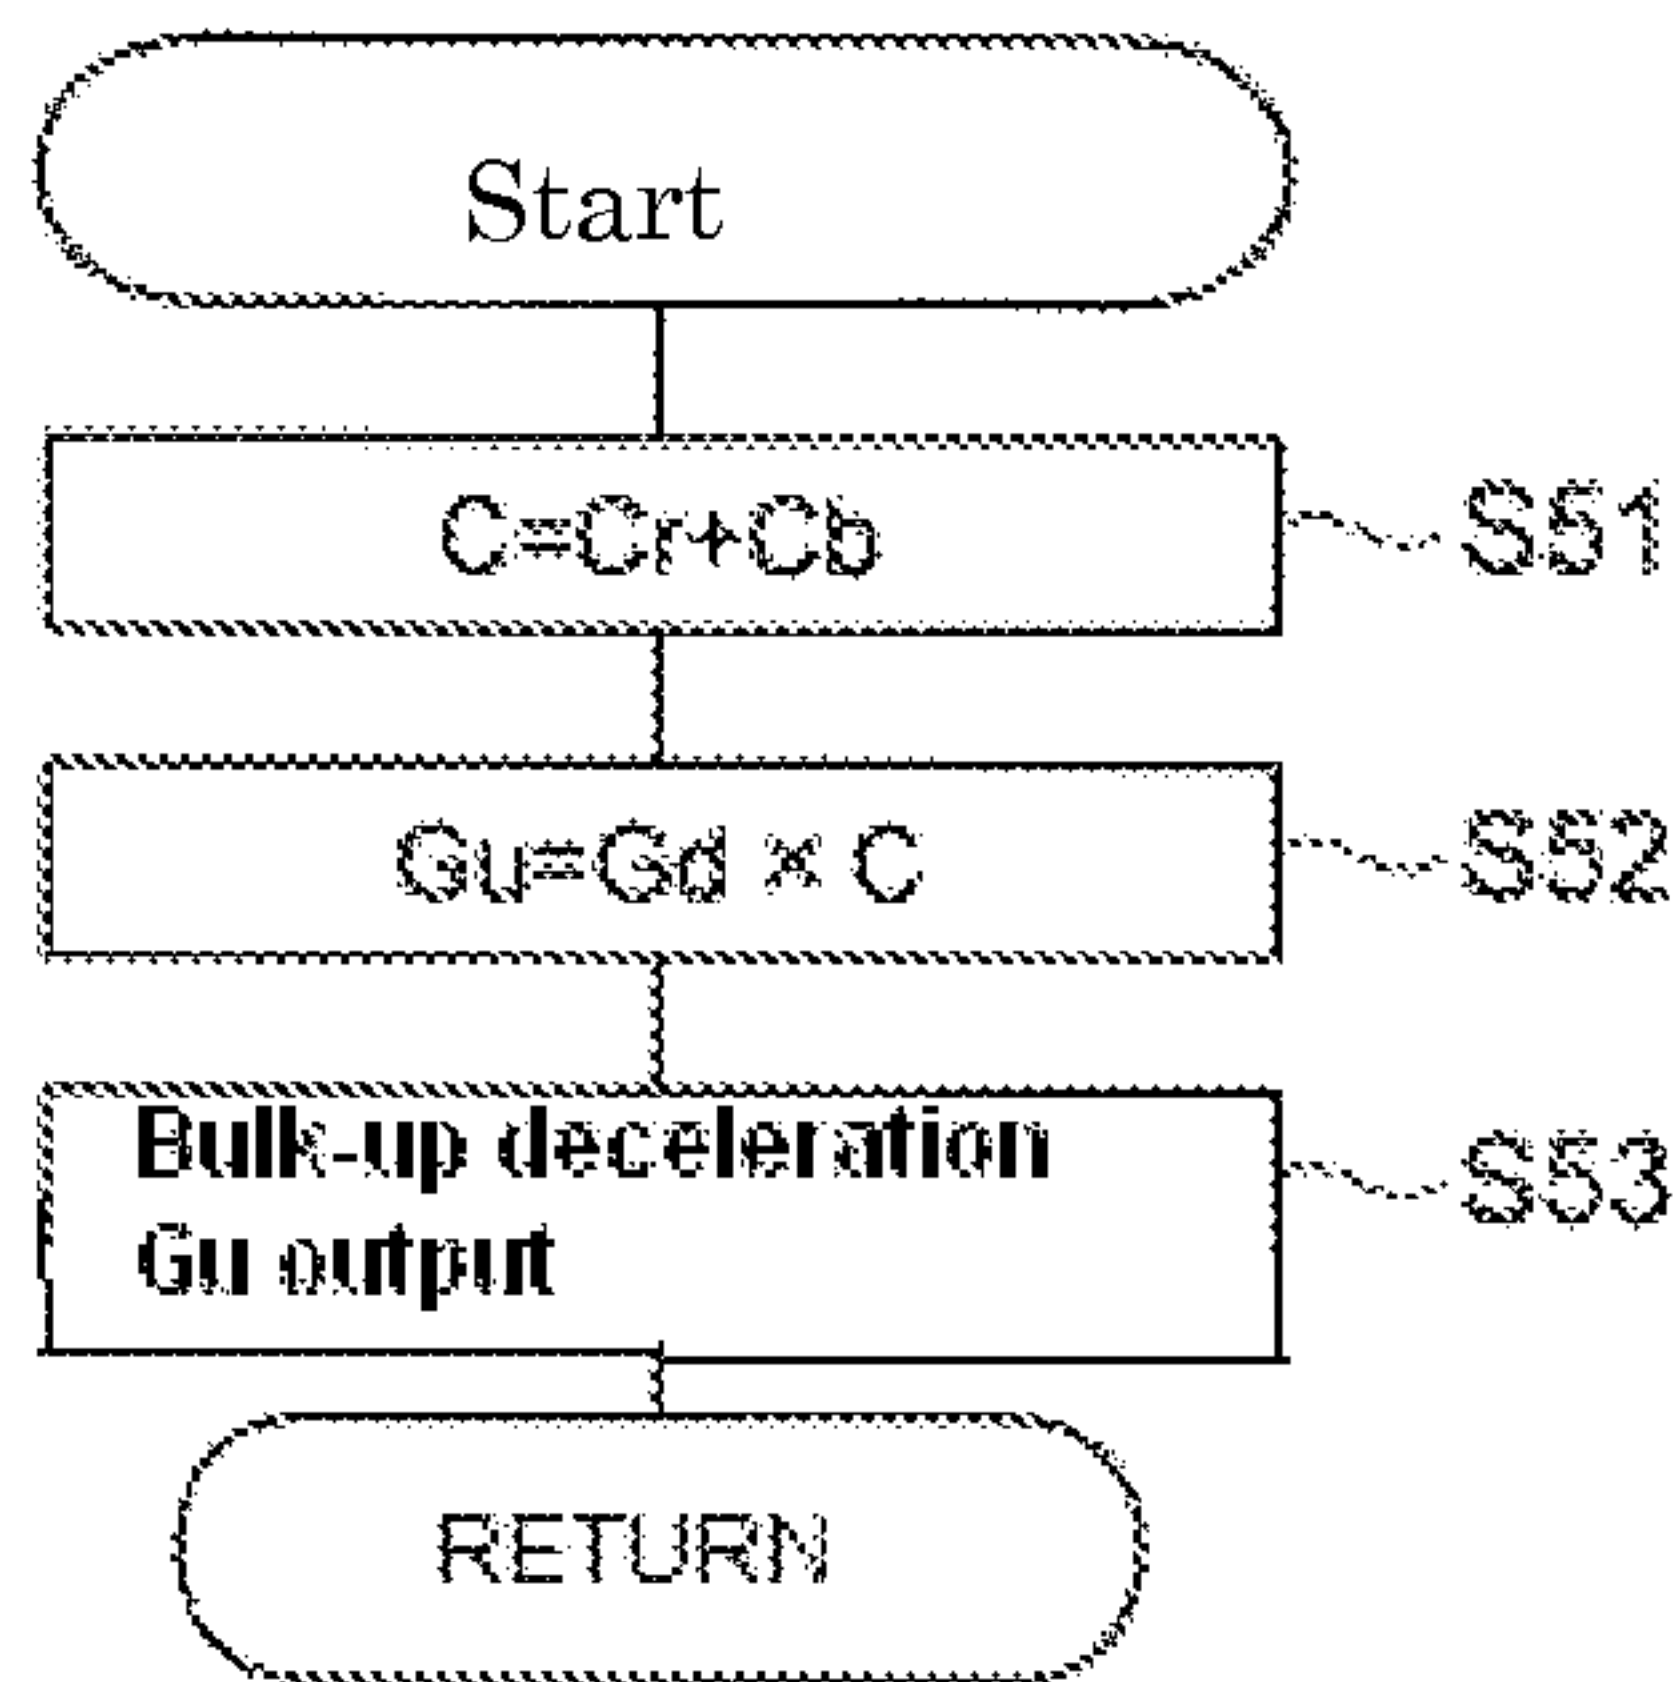 Start
C=Cr+Cb
S51
Gu=Gd × C
S52
Bulk-up deceleration
Gu output
S53
RETURN